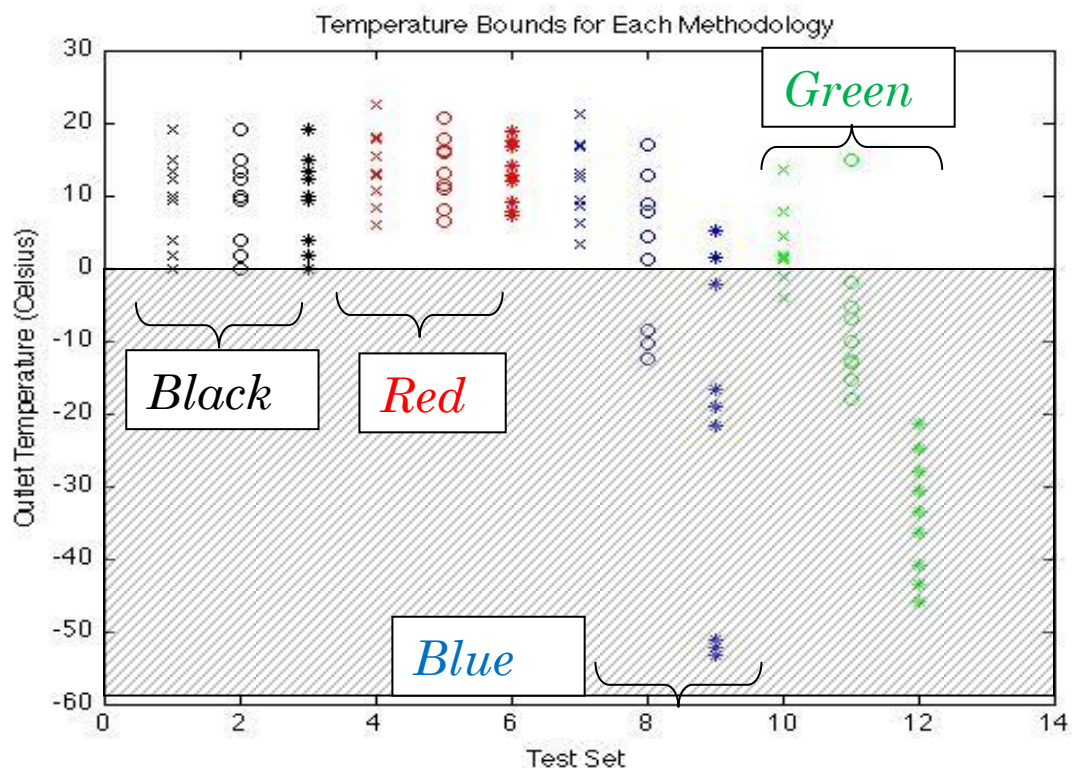 Temperature Bounds for Each Methodology
30
20
10
0
-10
-20
-30
-40
-50
-60
Outlet Temperature (Celsius)
Green
Black
Red
Blue
0 2 4 6 8 10 12 14
Test Set